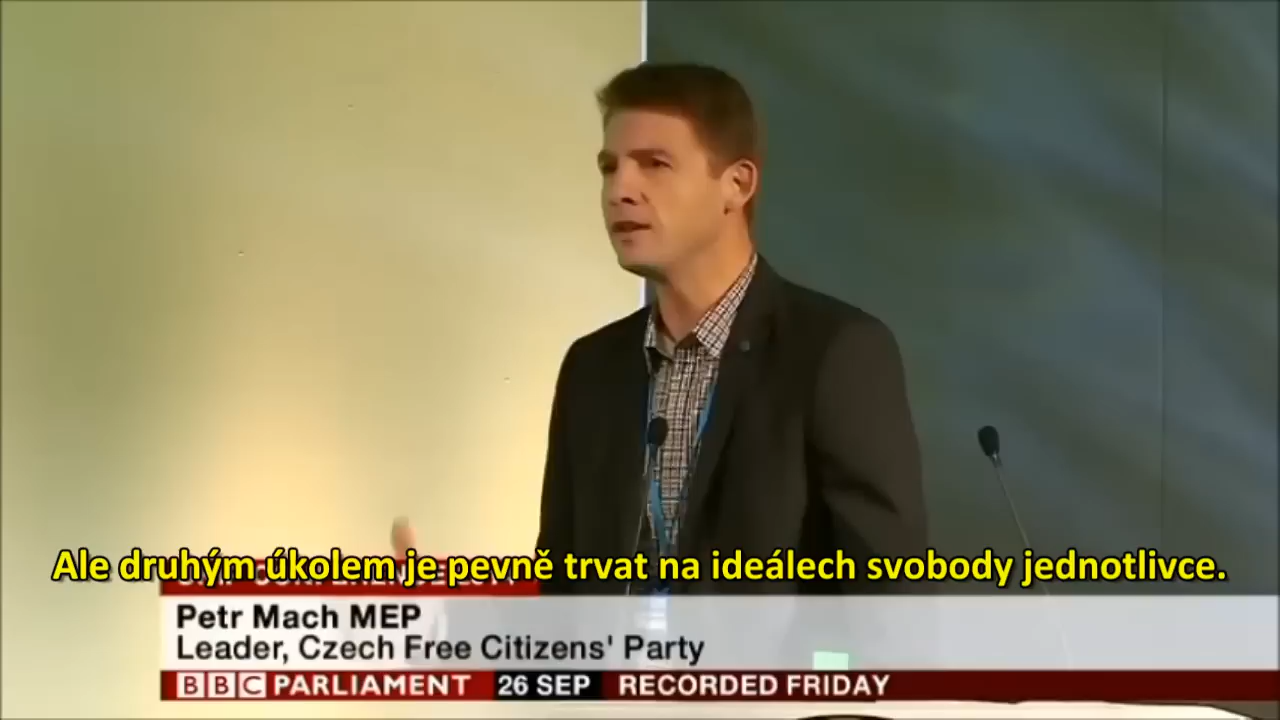 Ale druhým úkolem je pevně trvat na ideálech svobody jednotlivce.
Petr Mach MEP
Leader, Czech Free Citizens' Party
BBC PARLIAMENT 26 SEP RECORDED FRIDAY